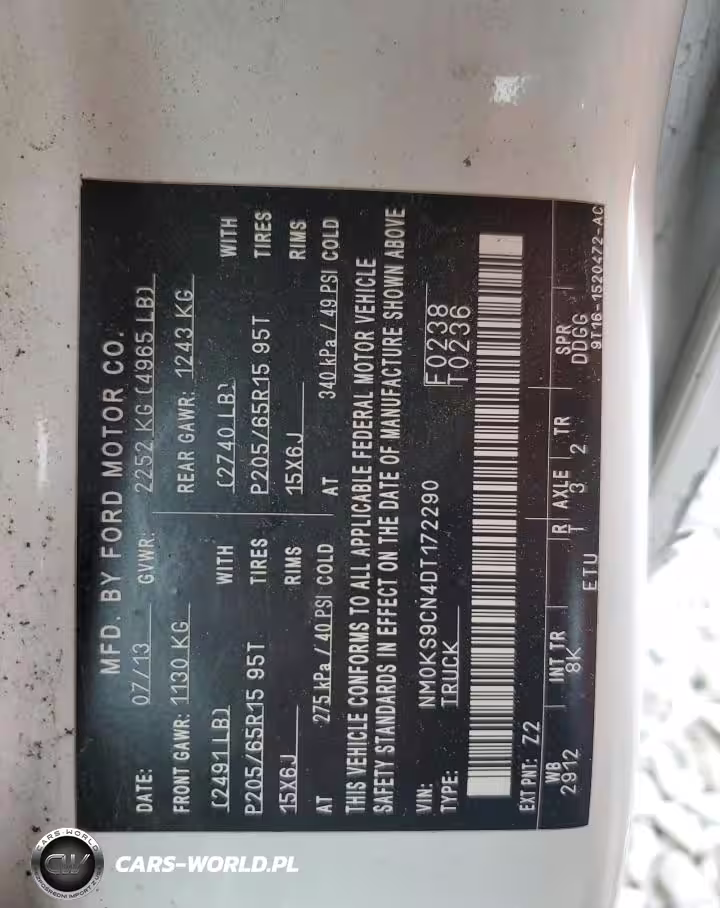 MFD. BY FORD MOTOR CO.
DATE: 07/13 GVWR: 2252 KG (4965 LB)
FRONT GAWR: 1130 KG REAR GAWR: 1243 KG
(2491LB) WITH (2740 LB) WITH
P205/65R15 95T TIRES P205/65R15 95T TIRES
15X6J RIMS 15X6J RIMS
AT 275 kPa / 40 PSI COLD AT 340 kPa / 49 PSI COLD
THIS VEHICLE CONFORMS TO ALL APPLICABLE FEDERAL MOTOR VEHICLE
SAFETY STANDARDS IN EFFECT ON THE DATE OF MANUFACTURE SHOWN ABOVE
VIN: NM0KS9CN4DT172290 F0238
TYPE: TRUCK T0236
EXT PNT: Z2
WB INT TR R AXLE TR SPR
2912 8K T 3 2 DDGG
ETU 9T16-1520472-AC
CARS-WORLD
CW
CARS-WORLD.PL